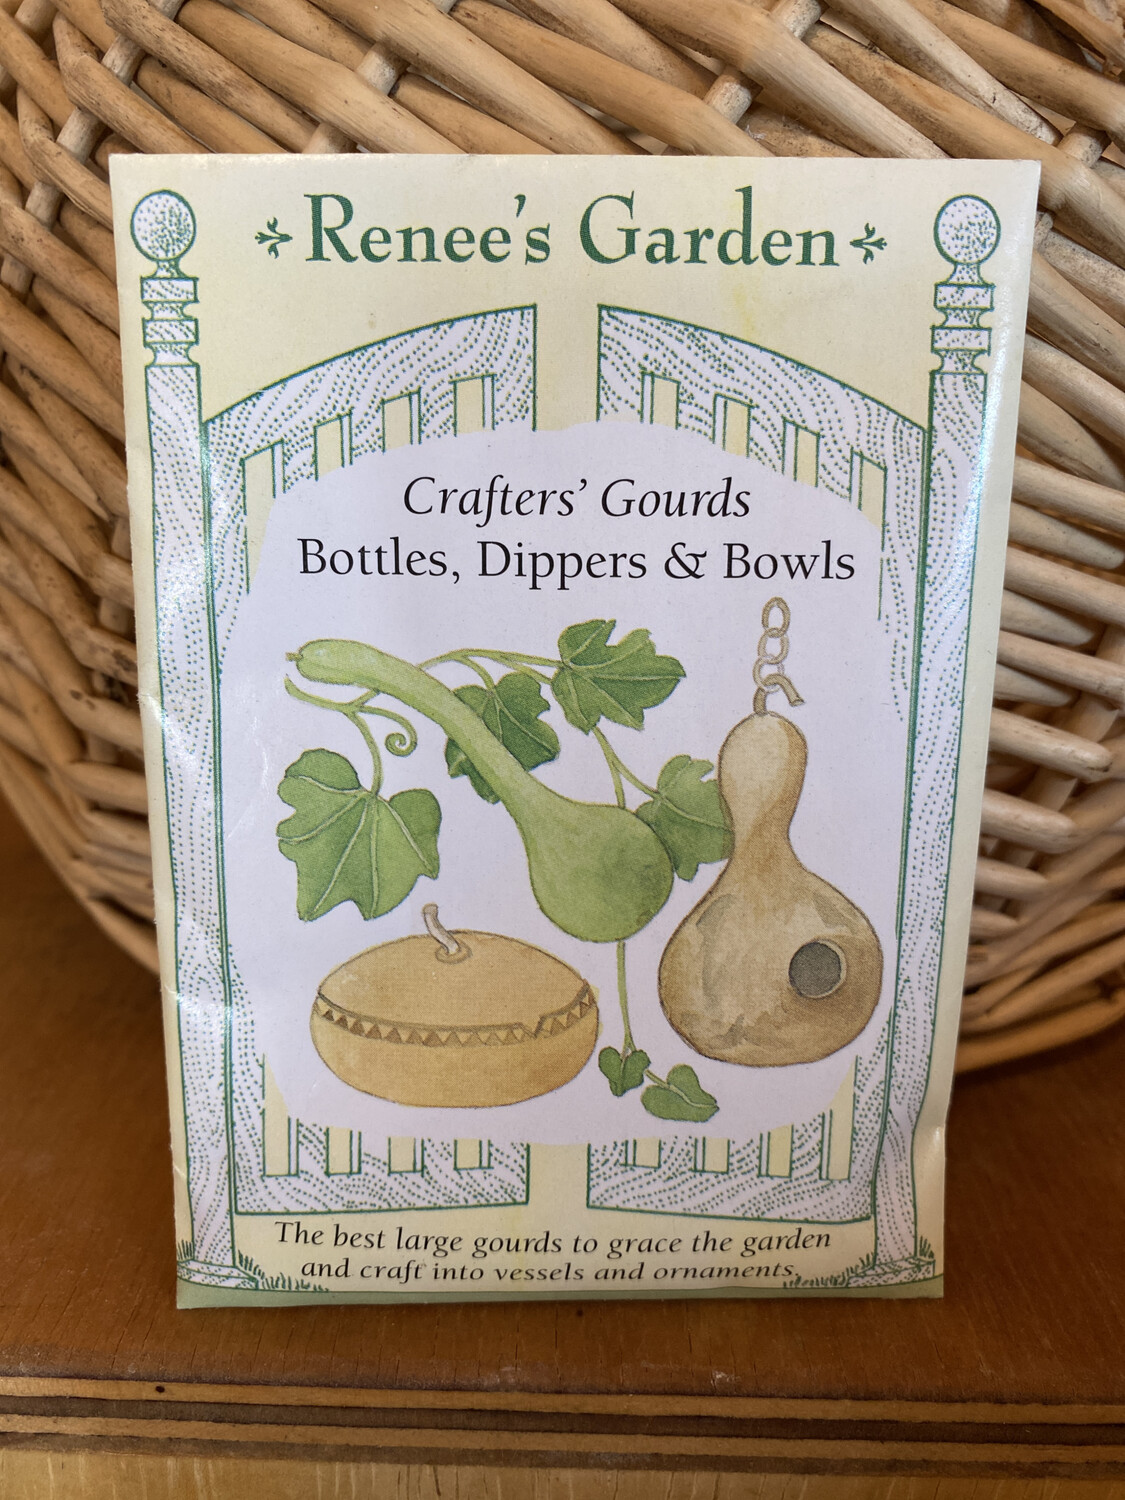 Renee's Garden
Crafters' Gourds
Bottles, Dippers & Bowls
The best large gourds to grace the garden
and craft into vessels and ornaments.